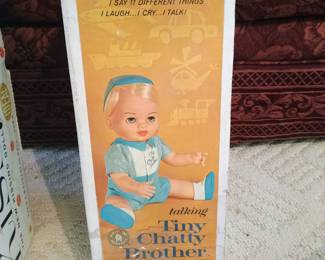 I SAY 11 DIFFERENT THINGS
I LAUGH...I CRY...I TALK!
talking
Tiny
Chatty
Brother